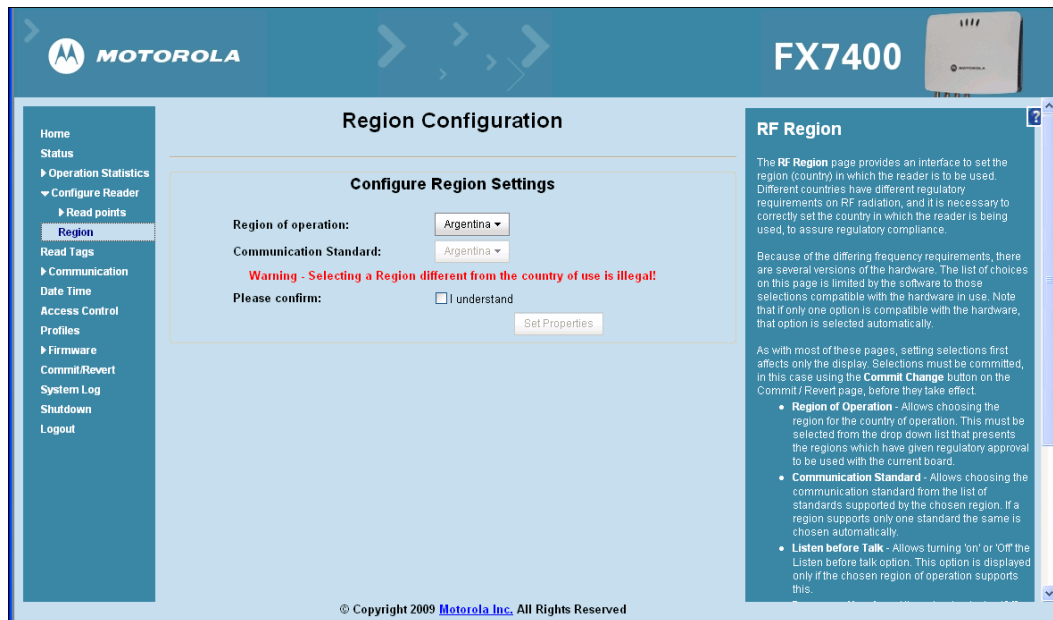 MOTOROLA
FX7400
Home
Status
Operation Statistics
Configure Reader
Read points
Region
Read Tags
Communication
Date Time
Access Control
Profiles
Firmware
Commit/Revert
System Log
Shutdown
Logout
Region Configuration
Configure Region Settings
Region of operation: Argentina
Communication Standard: Argentina
Warning - Selecting a Region different from the country of use is illegal!
Please confirm: I understand
Set Properties
?
RF Region
The RF Region page provides an interface to set the
region (country) in which the reader is to be used.
Different countries have different regulatory
requirements on RF radiation, and it is necessary to
correctly set the country in which the reader is being
used, to assure regulatory compliance.
Because of the differing frequency requirements, there
are several versions of the hardware. The list of choices
on this page is limited by the software to those
selections compatible with the hardware in use. Note
that if only one option is compatible with the hardware,
that option is selected automatically.
As with most of these pages, setting selections first
affects only the display. Selections must be committed,
in this case using the Commit Change button on the
Commit / Revert page, before they take effect.
• Region of Operation - Allows choosing the
region for the country of operation. This must be
selected from the drop down list that presents
the regions which have given regulatory approval
to be used with the current board.
• Communication Standard - Allows choosing the
communication standard from the list of
standards supported by the chosen region. If a
region supports only one standard the same is
chosen automatically.
• Listen before Talk - Allows turning 'on' or 'Off' the
Listen before talk option. This option is displayed
only if the chosen region of operation supports
this.
© Copyright 2009 Motorola Inc. All Rights Reserved